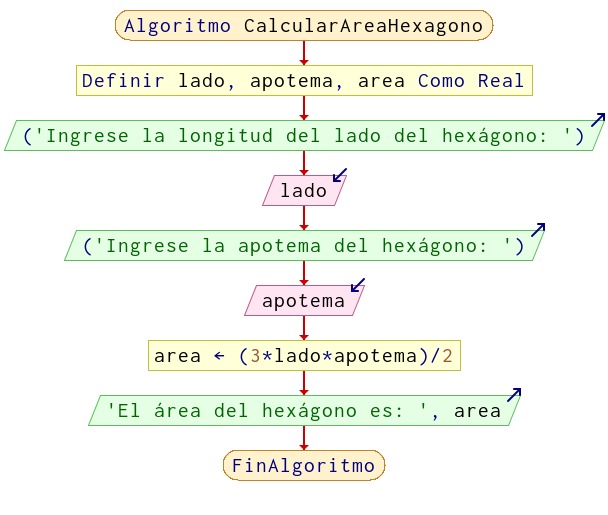 Algoritmo CalcularAreaHexagono
Definir lado, apotema, area Como Real
('Ingrese la longitud del lado del hexágono: ')
lado
('Ingrese la apotema del hexágono: ')
apotema
area ← (3*lado*apotema)/2
'El área del hexágono es: ', area
FinAlgoritmo